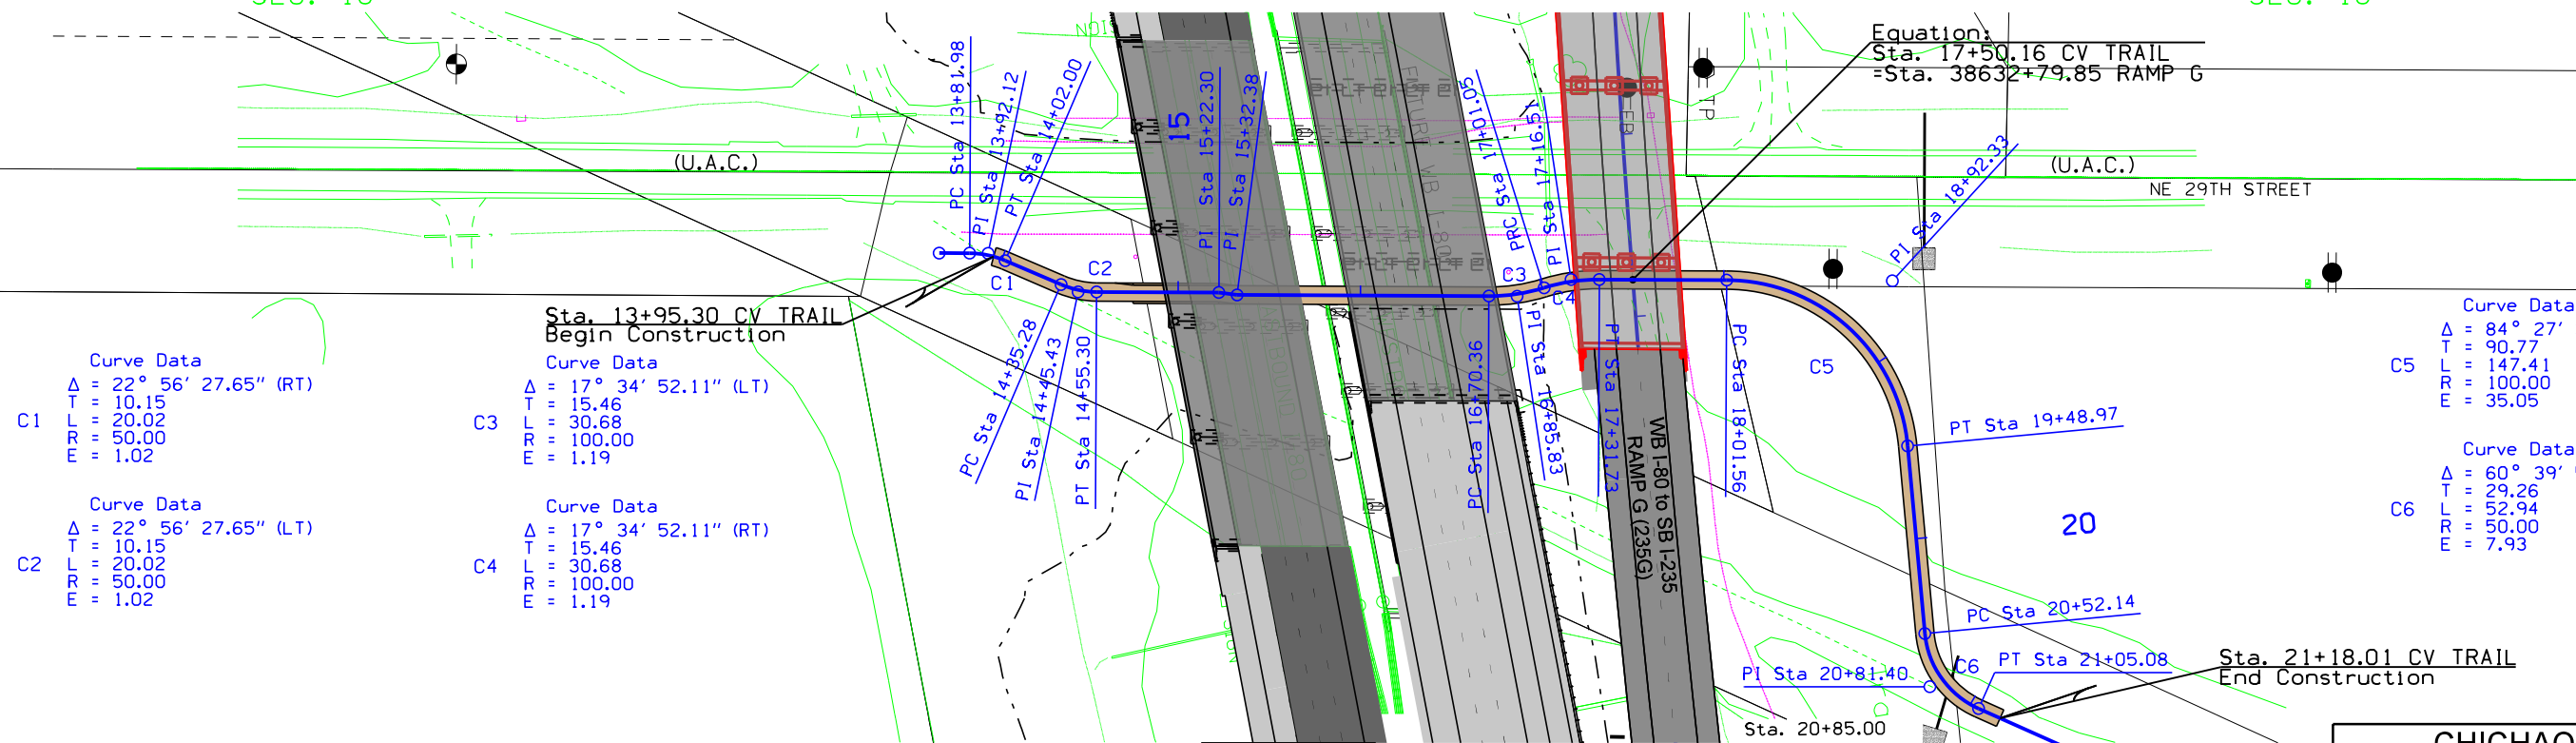 Equation:
Sta. 17+50.16 CV TRAIL
=Sta. 38632+79.85 RAMP G
(U.A.C.)
(U.A.C.)
NE 29TH STREET
PC Sta 13+81.98
PI Sta 13+92.12
PT Sta 14+02.00
15
PI Sta 15+22.30
PI Sta 15+32.38
PRC Sta 17+01.05
PI Sta 17+16.51
PI Sta 18+92.33
TP
C1
C2
C3
C4
C5
C6
Sta. 13+95.30 CV TRAIL
Begin Construction
PC Sta 14+35.28
PI Sta 14+45.43
PT Sta 14+55.30
PC Sta 16+70.36
PI Sta 16+85.83
PT Sta 17+31.73
PC Sta 18+01.56
WB I-80 to SB I-235
RAMP G (235G)
PT Sta 19+48.97
20
PC Sta 20+52.14
PI Sta 20+81.40
PT Sta 21+05.08
Sta. 21+18.01 CV TRAIL
End Construction
Sta. 20+85.00
Curve Data
C1
Δ = 22° 56′ 27.65″ (RT)
T = 10.15
L = 20.02
R = 50.00
E = 1.02
Curve Data
C2
Δ = 22° 56′ 27.65″ (LT)
T = 10.15
L = 20.02
R = 50.00
E = 1.02
Curve Data
C3
Δ = 17° 34′ 52.11″ (LT)
T = 15.46
L = 30.68
R = 100.00
E = 1.19
Curve Data
C4
Δ = 17° 34′ 52.11″ (RT)
T = 15.46
L = 30.68
R = 100.00
E = 1.19
Curve Data
C5
Δ = 84° 27′
T = 90.77
L = 147.41
R = 100.00
E = 35.05
Curve Data
C6
Δ = 60° 39′
T = 29.26
L = 52.94
R = 50.00
E = 7.93